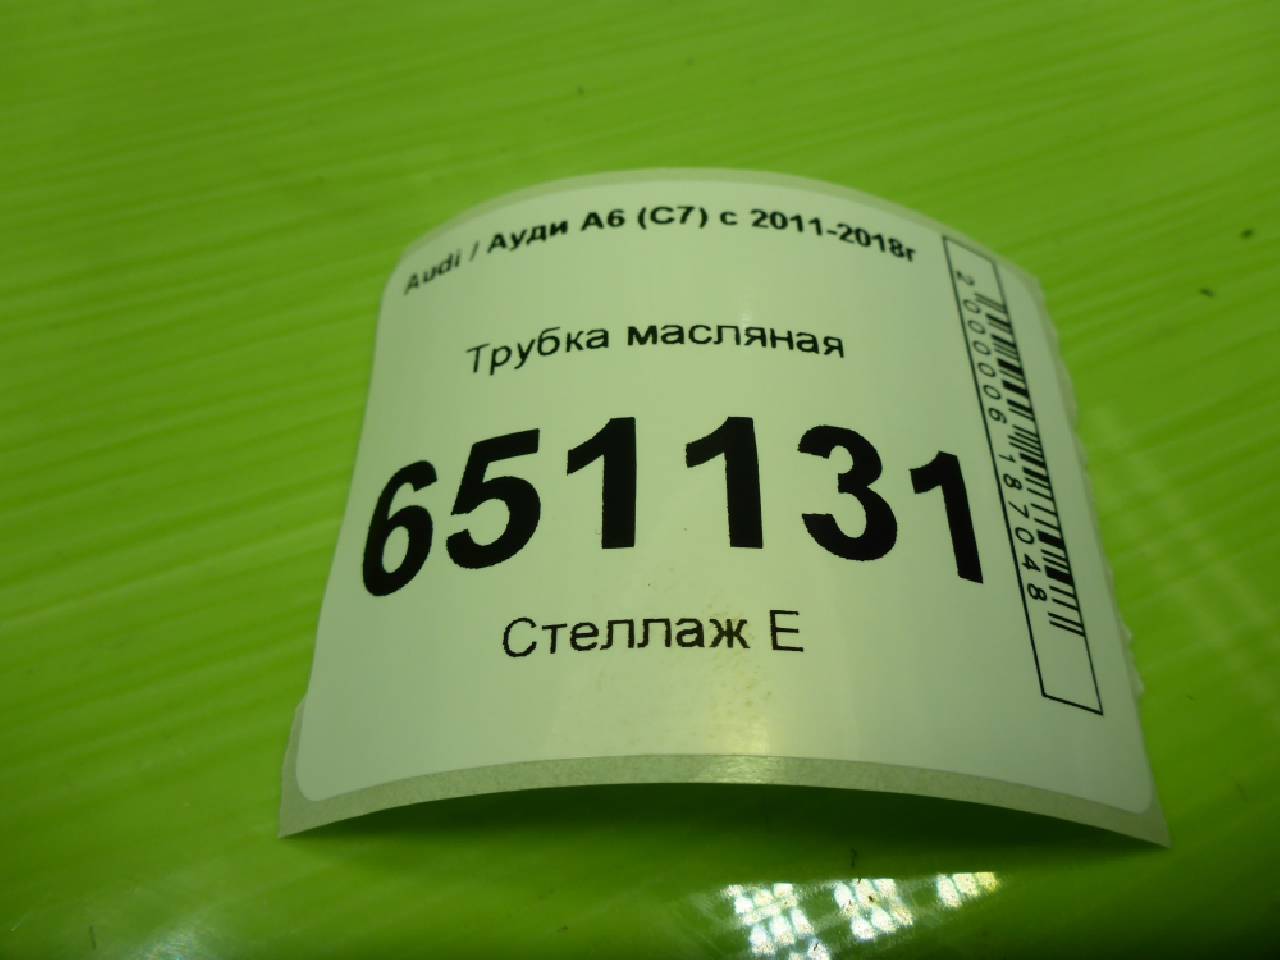 Audi / Ауди А6 (С7) с 2011-2018г
Трубка масляная
651131
Стеллаж Е
2000006187048